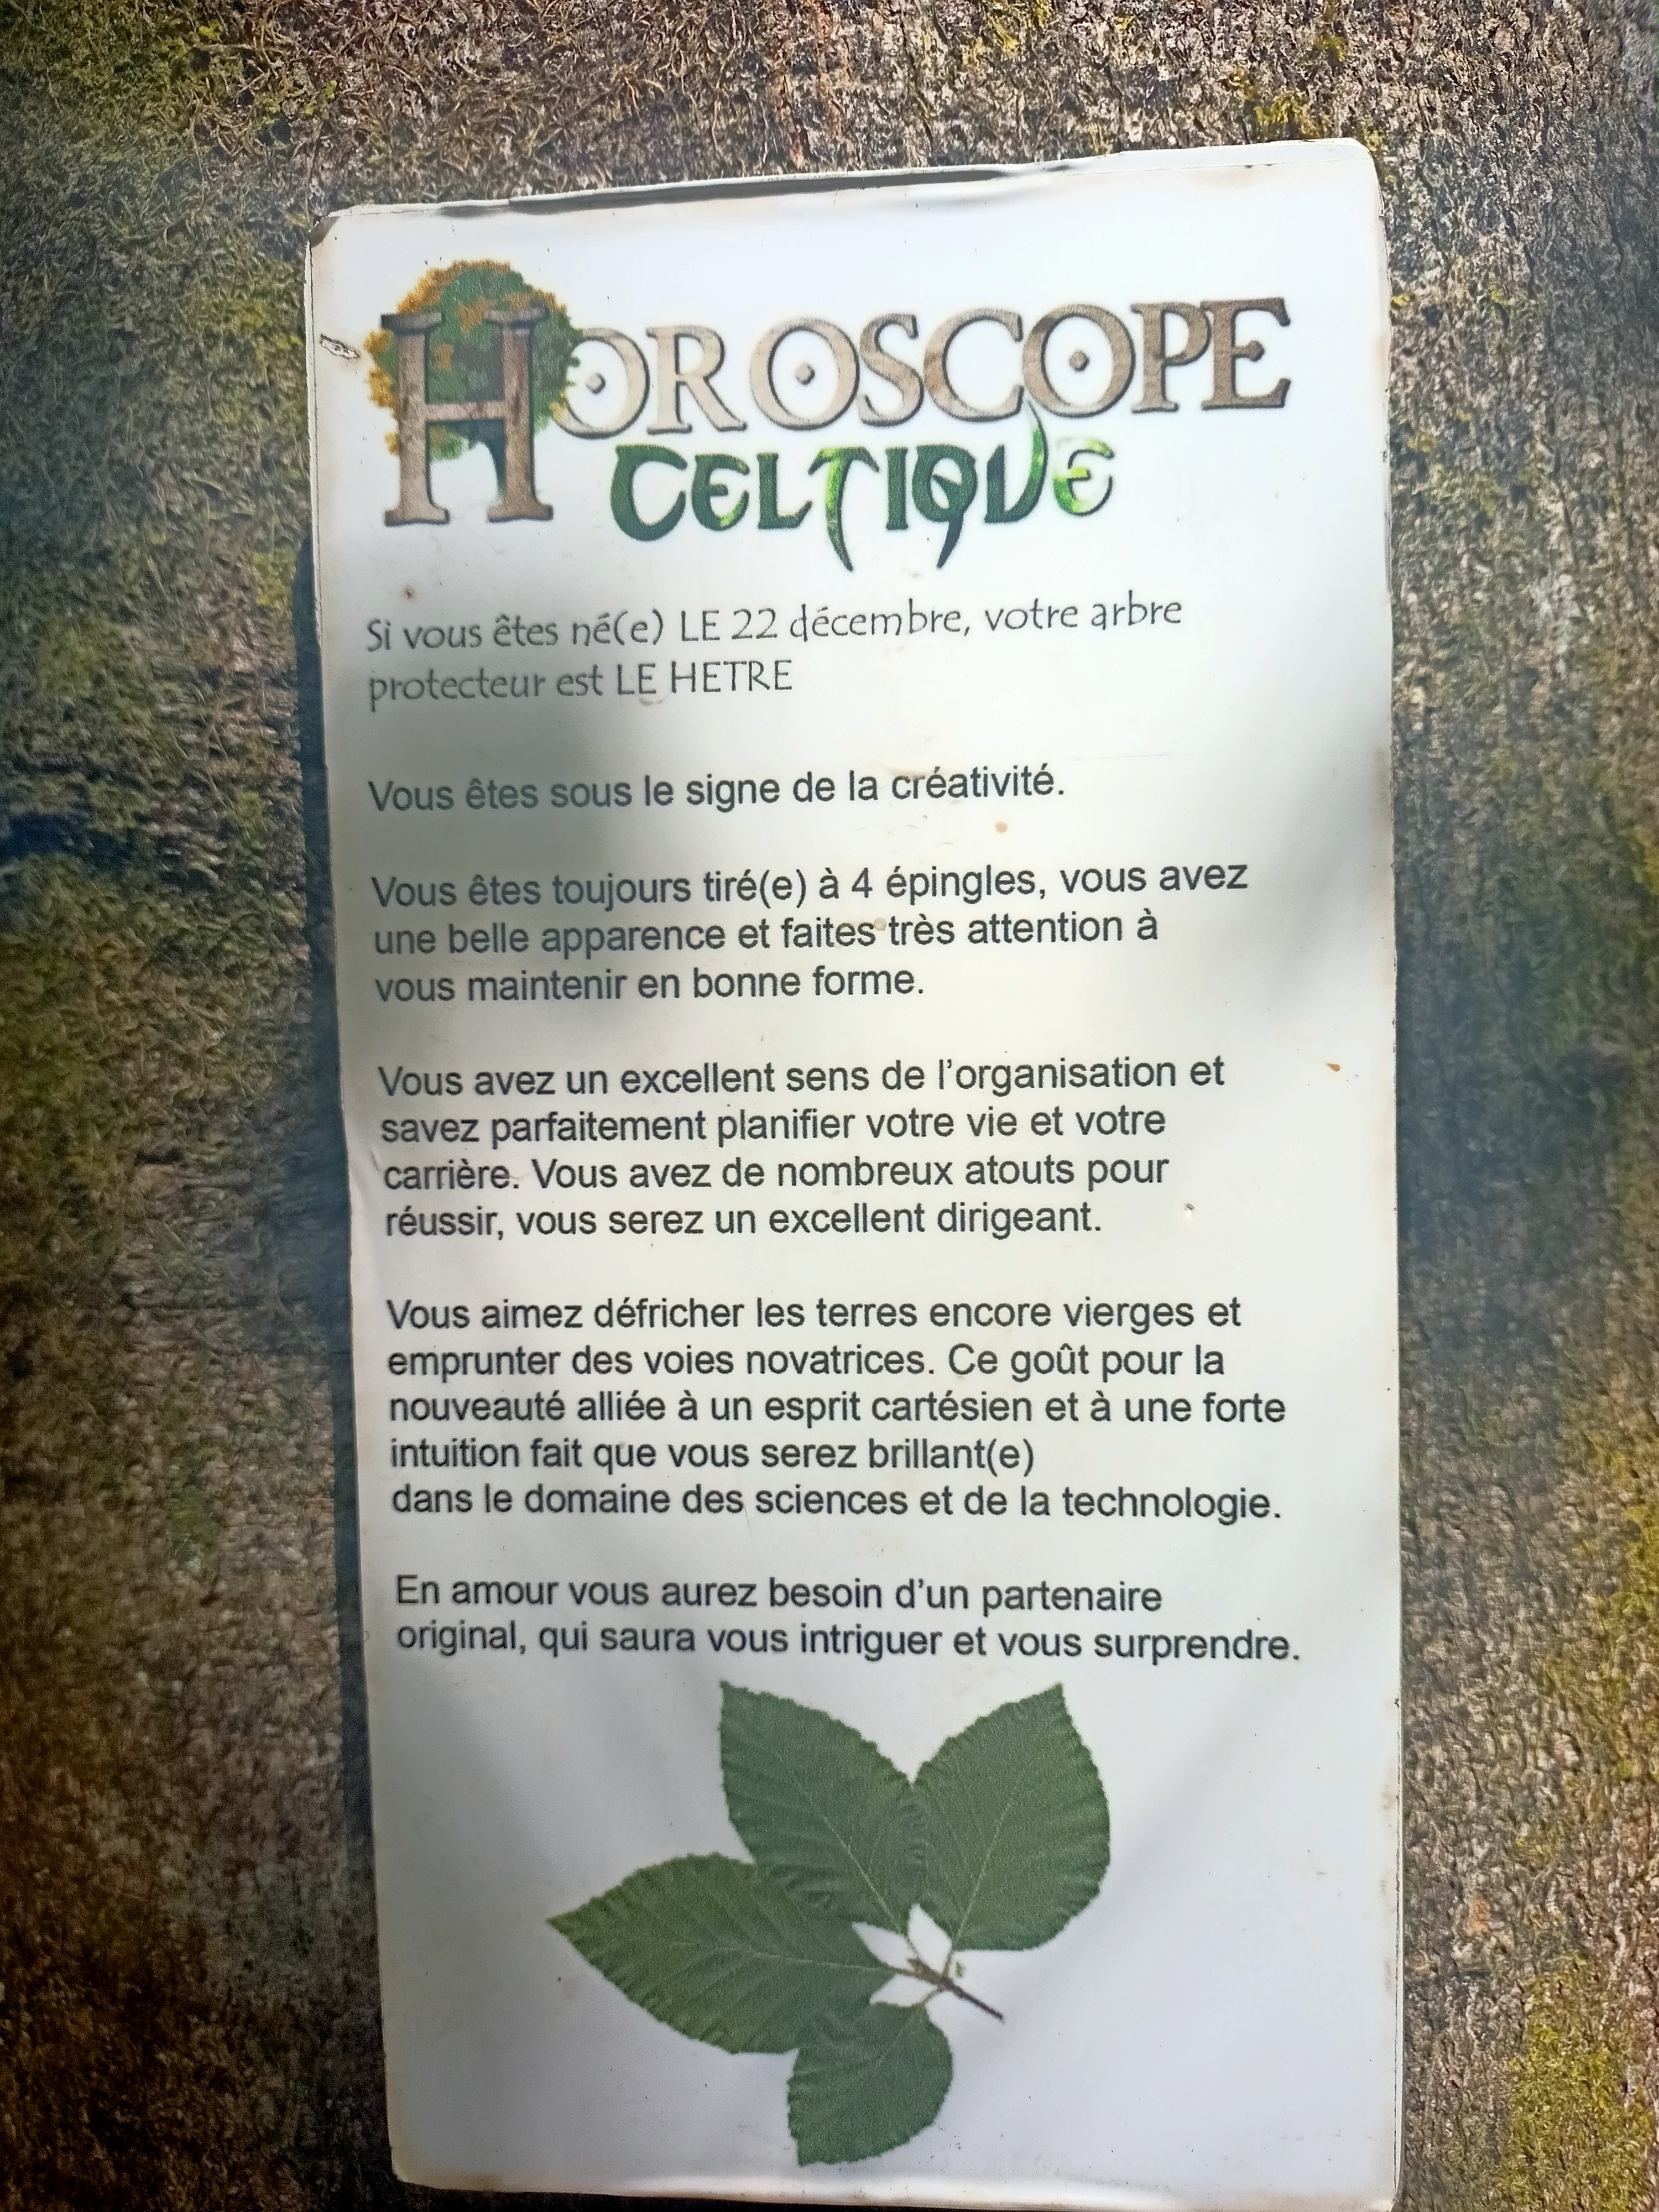 HOROSCOPE
CELTIQUE
Si vous êtes né(e) LE 22 décembre, votre arbre
protecteur est LE HETRE
Vous êtes sous le signe de la créativité.
Vous êtes toujours tiré(e) à 4 épingles, vous avez
une belle apparence et faites très attention à
vous maintenir en bonne forme.
Vous avez un excellent sens de l'organisation et
savez parfaitement planifier votre vie et votre
carrière. Vous avez de nombreux atouts pour
réussir, vous serez un excellent dirigeant.
Vous aimez défricher les terres encore vierges et
emprunter des voies novatrices. Ce goût pour la
nouveauté alliée à un esprit cartésien et à une forte
intuition fait que vous serez brillant(e)
dans le domaine des sciences et de la technologie.
En amour vous aurez besoin d'un partenaire
original, qui saura vous intriguer et vous surprendre.